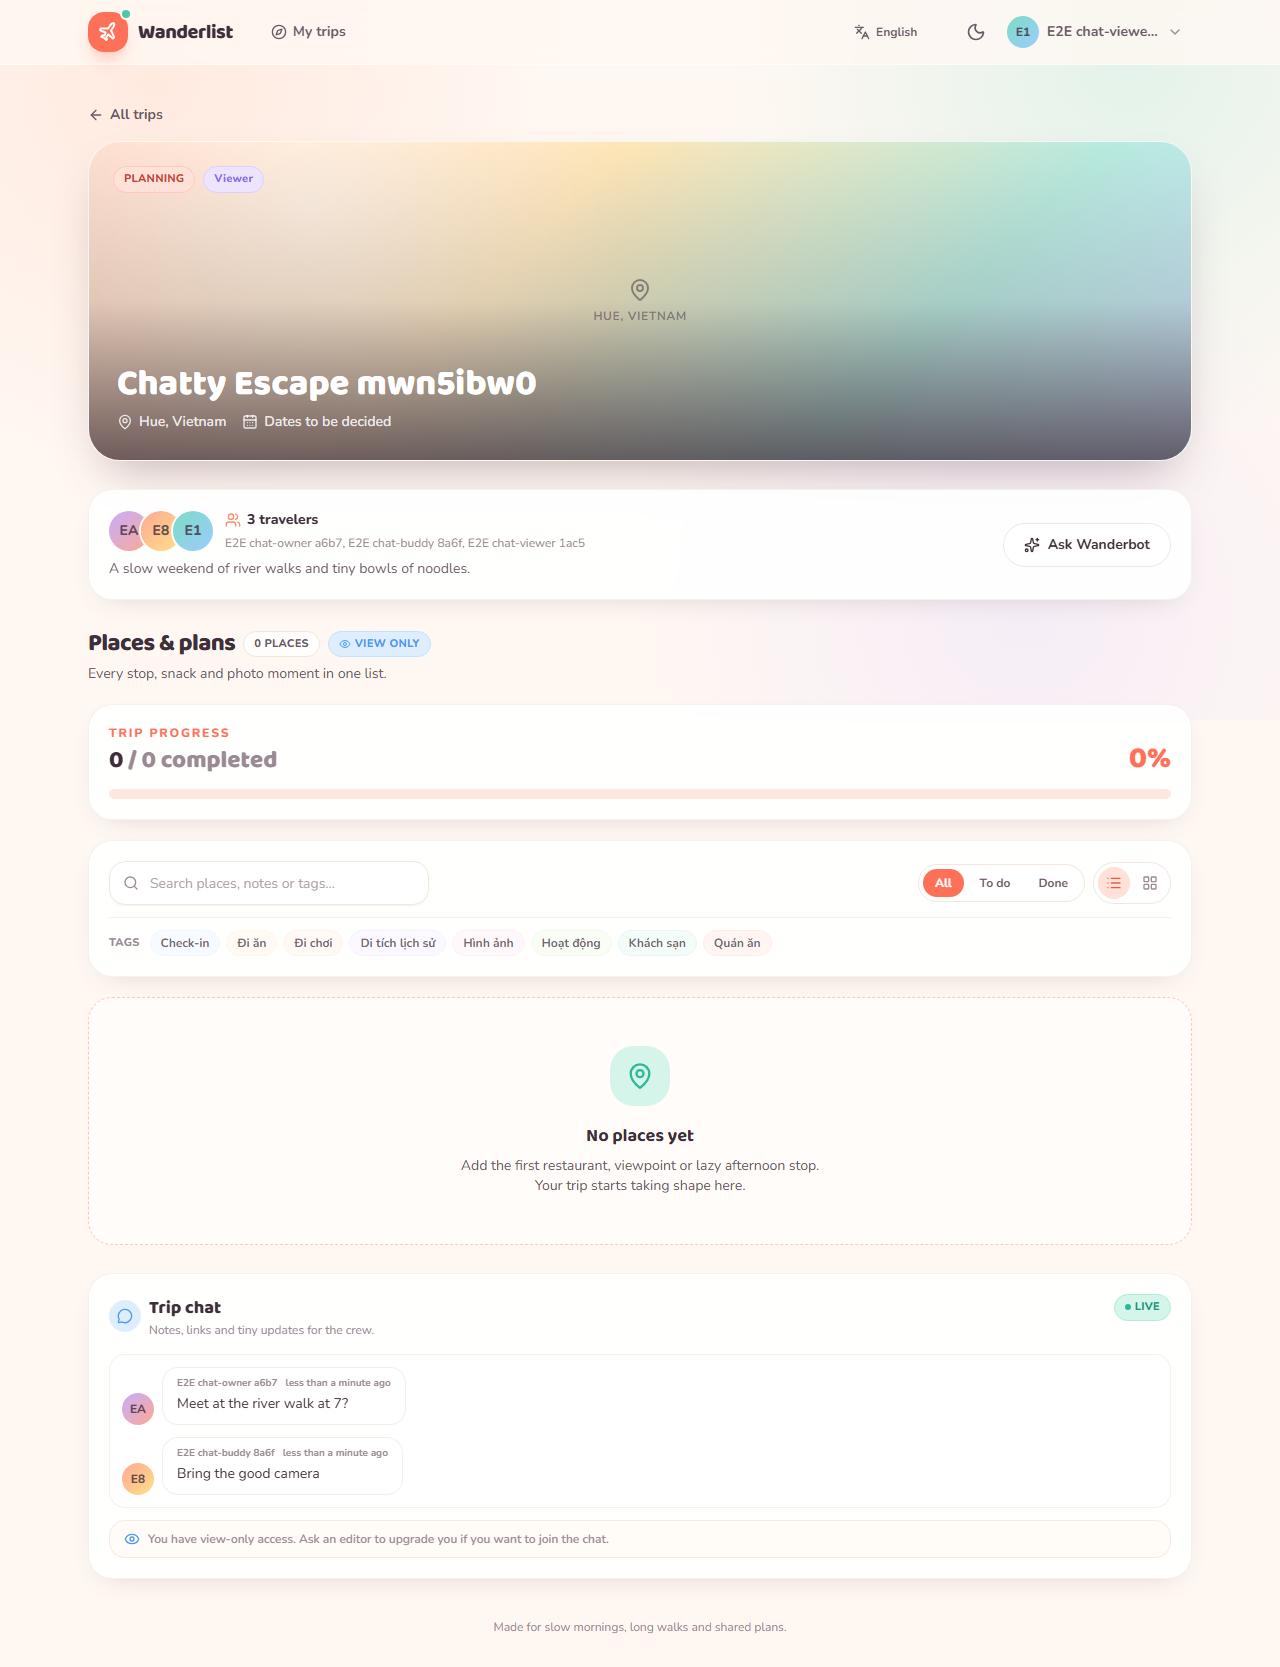 Wanderlist
My trips
English
E1
E2E chat-viewe...
All trips
PLANNING
Viewer
HUE, VIETNAM
Chatty Escape mwn5ibw0
Hue, Vietnam
Dates to be decided
EA
E8
E1
3 travelers
E2E chat-owner a6b7, E2E chat-buddy 8a6f, E2E chat-viewer 1ac5
A slow weekend of river walks and tiny bowls of noodles.
Ask Wanderbot
Places & plans
0 PLACES
VIEW ONLY
Every stop, snack and photo moment in one list.
TRIP PROGRESS
0 / 0 completed
0%
Search places, notes or tags...
All
To do
Done
TAGS
Check-in
Đi ăn
Đi chơi
Di tích lịch sử
Hình ảnh
Hoạt động
Khách sạn
Quán ăn
No places yet
Add the first restaurant, viewpoint or lazy afternoon stop.
Your trip starts taking shape here.
Trip chat
Notes, links and tiny updates for the crew.
LIVE
E2E chat-owner a6b7 less than a minute ago
EA
Meet at the river walk at 7?
E2E chat-buddy 8a6f less than a minute ago
E8
Bring the good camera
You have view-only access. Ask an editor to upgrade you if you want to join the chat.
Made for slow mornings, long walks and shared plans.